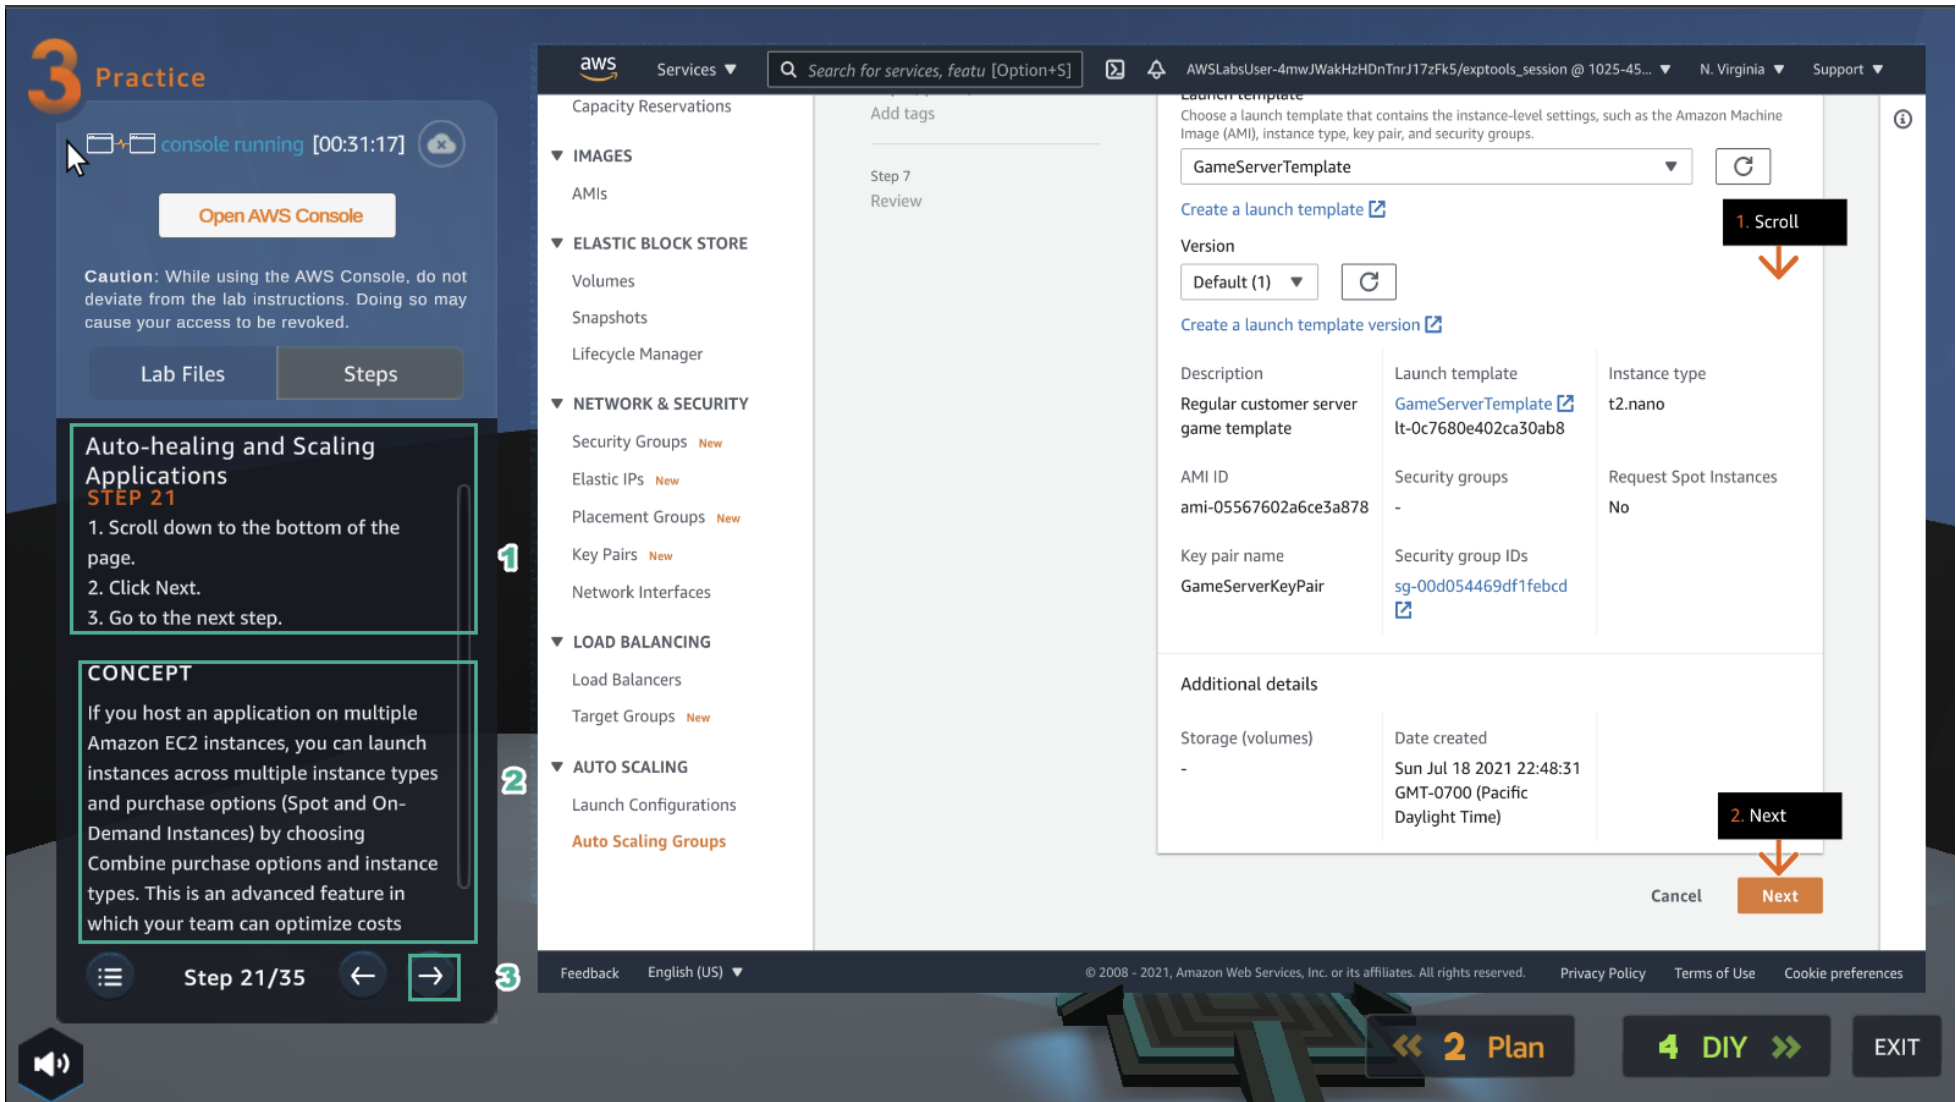 3 Practice
console running [00:31:17]
Open AWS Console
Caution: While using the AWS Console, do not
deviate from the lab instructions. Doing so may
cause your access to be revoked.
Lab Files
Steps
Auto-healing and Scaling
Applications
STEP 21
1. Scroll down to the bottom of the
page.
2. Click Next.
3. Go to the next step.
1
CONCEPT
If you host an application on multiple
Amazon EC2 instances, you can launch
instances across multiple instance types
and purchase options (Spot and On-
Demand Instances) by choosing
Combine purchase options and instance
types. This is an advanced feature in
which your team can optimize costs
2
Step 21/35
3
aws
Services
Search for services, featu [Option+S]
AWSLabsUser-4mwJWakHzHDnTnrJ17zFk5/exptools_session @ 1025-45...
N. Virginia
Support
Capacity Reservations
IMAGES
AMIs
ELASTIC BLOCK STORE
Volumes
Snapshots
Lifecycle Manager
NETWORK & SECURITY
Security Groups New
Elastic IPs New
Placement Groups New
Key Pairs New
Network Interfaces
LOAD BALANCING
Load Balancers
Target Groups New
AUTO SCALING
Launch Configurations
Auto Scaling Groups
Add tags
Step 7
Review
Launch template
Choose a launch template that contains the instance-level settings, such as the Amazon Machine
Image (AMI), instance type, key pair, and security groups.
GameServerTemplate
Create a launch template
1. Scroll
Version
Default (1)
Create a launch template version
Description
Regular customer server
game template
Launch template
GameServerTemplate
lt-0c7680e402ca30ab8
Instance type
t2.nano
AMI ID
ami-05567602a6ce3a878
Security groups
-
Request Spot Instances
No
Key pair name
GameServerKeyPair
Security group IDs
sg-00d054469df1febcd
Additional details
Storage (volumes)
-
Date created
Sun Jul 18 2021 22:48:31
GMT-0700 (Pacific
Daylight Time)
2. Next
Cancel
Next
Feedback
English (US)
© 2008 - 2021, Amazon Web Services, Inc. or its affiliates. All rights reserved.
Privacy Policy
Terms of Use
Cookie preferences
2 Plan
4 DIY
EXIT